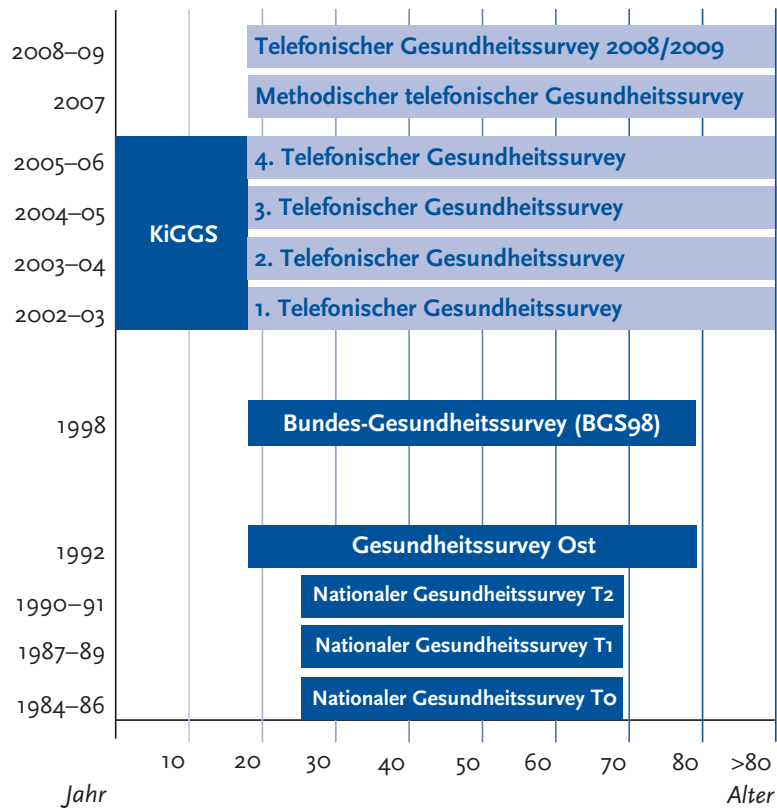 2008–09 Telefonischer Gesundheitssurvey 2008/2009
2007 Methodischer telefonischer Gesundheitssurvey
2005–06 4. Telefonischer Gesundheitssurvey
2004–05 3. Telefonischer Gesundheitssurvey
KiGGS
2003–04 2. Telefonischer Gesundheitssurvey
2002–03 1. Telefonischer Gesundheitssurvey
1998 Bundes-Gesundheitssurvey (BGS98)
1992 Gesundheitssurvey Ost
1990–91 Nationaler Gesundheitssurvey T2
1987–89 Nationaler Gesundheitssurvey T1
1984–86 Nationaler Gesundheitssurvey T0
10 20 30 40 50 60 70 80 >80
Jahr Alter